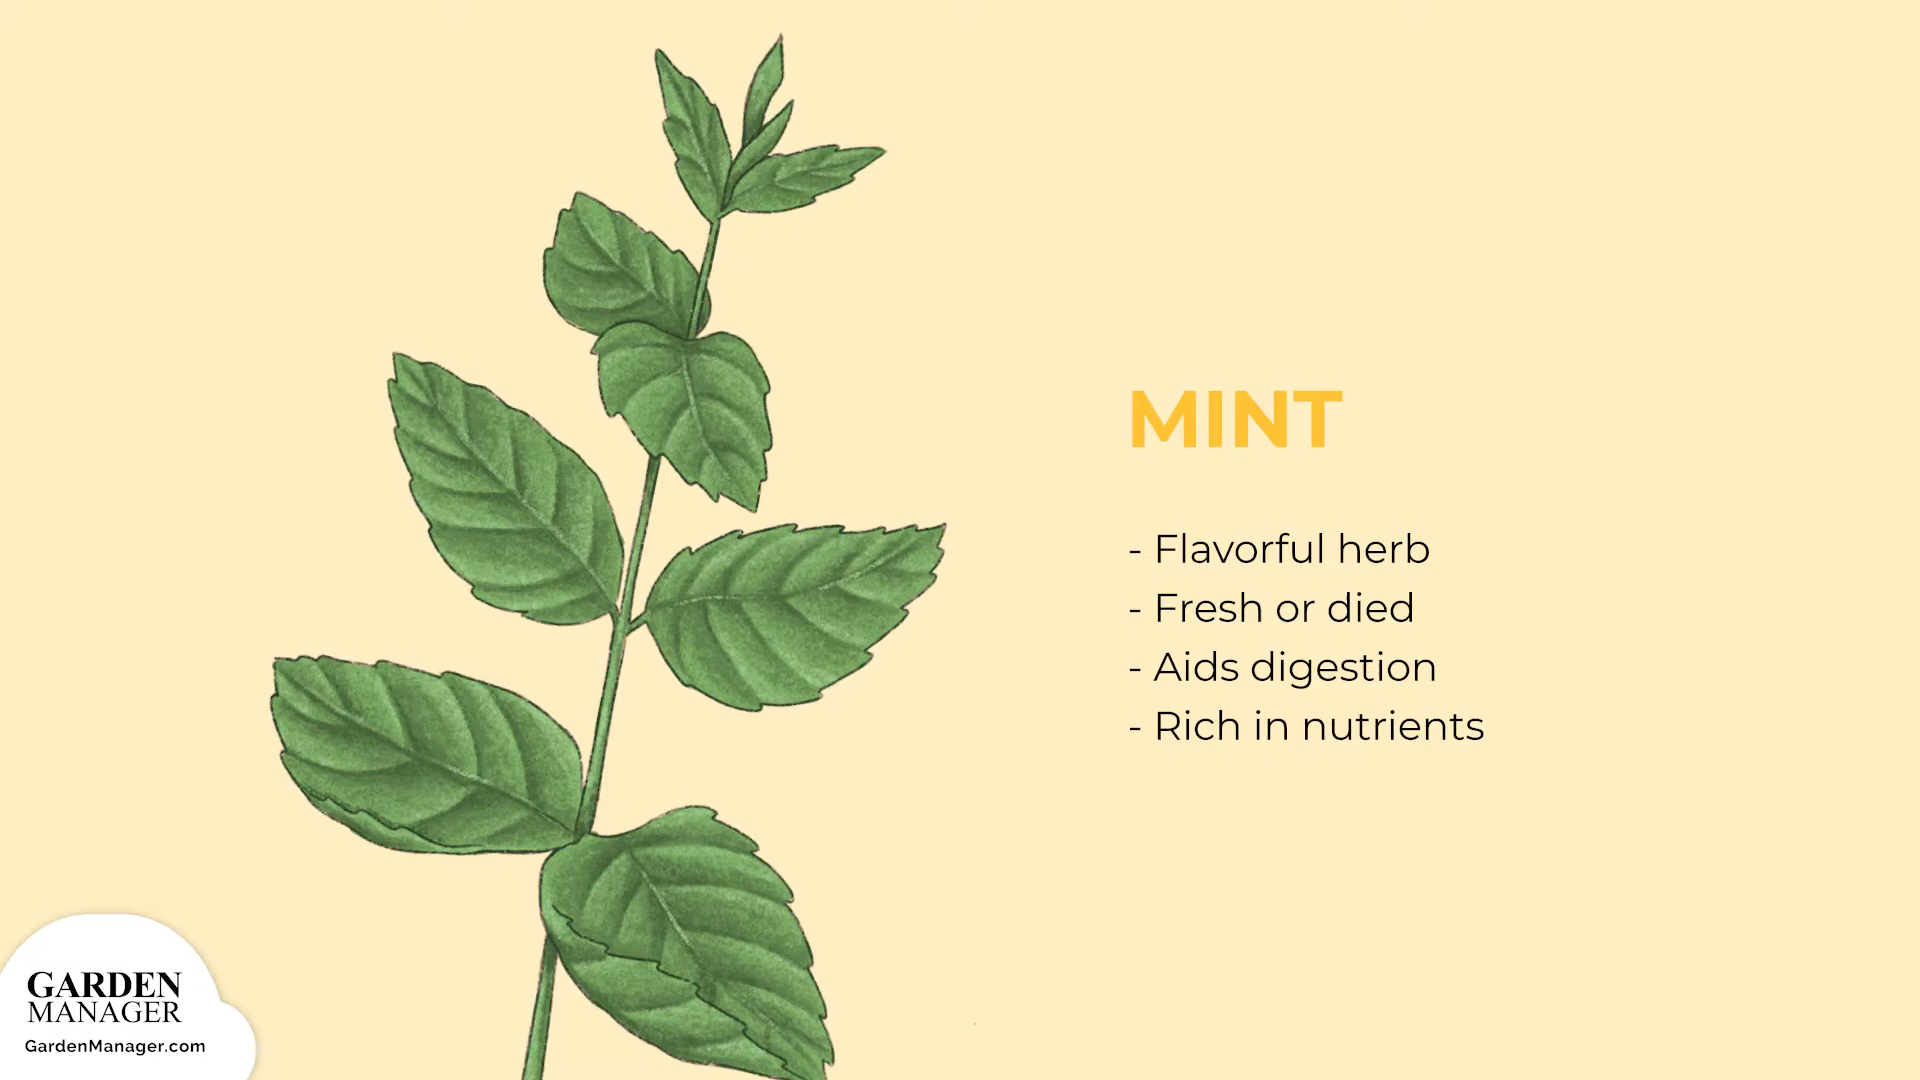 MINT
- Flavorful herb
- Fresh or died
- Aids digestion
- Rich in nutrients
GARDEN
MANAGER
GardenManager.com